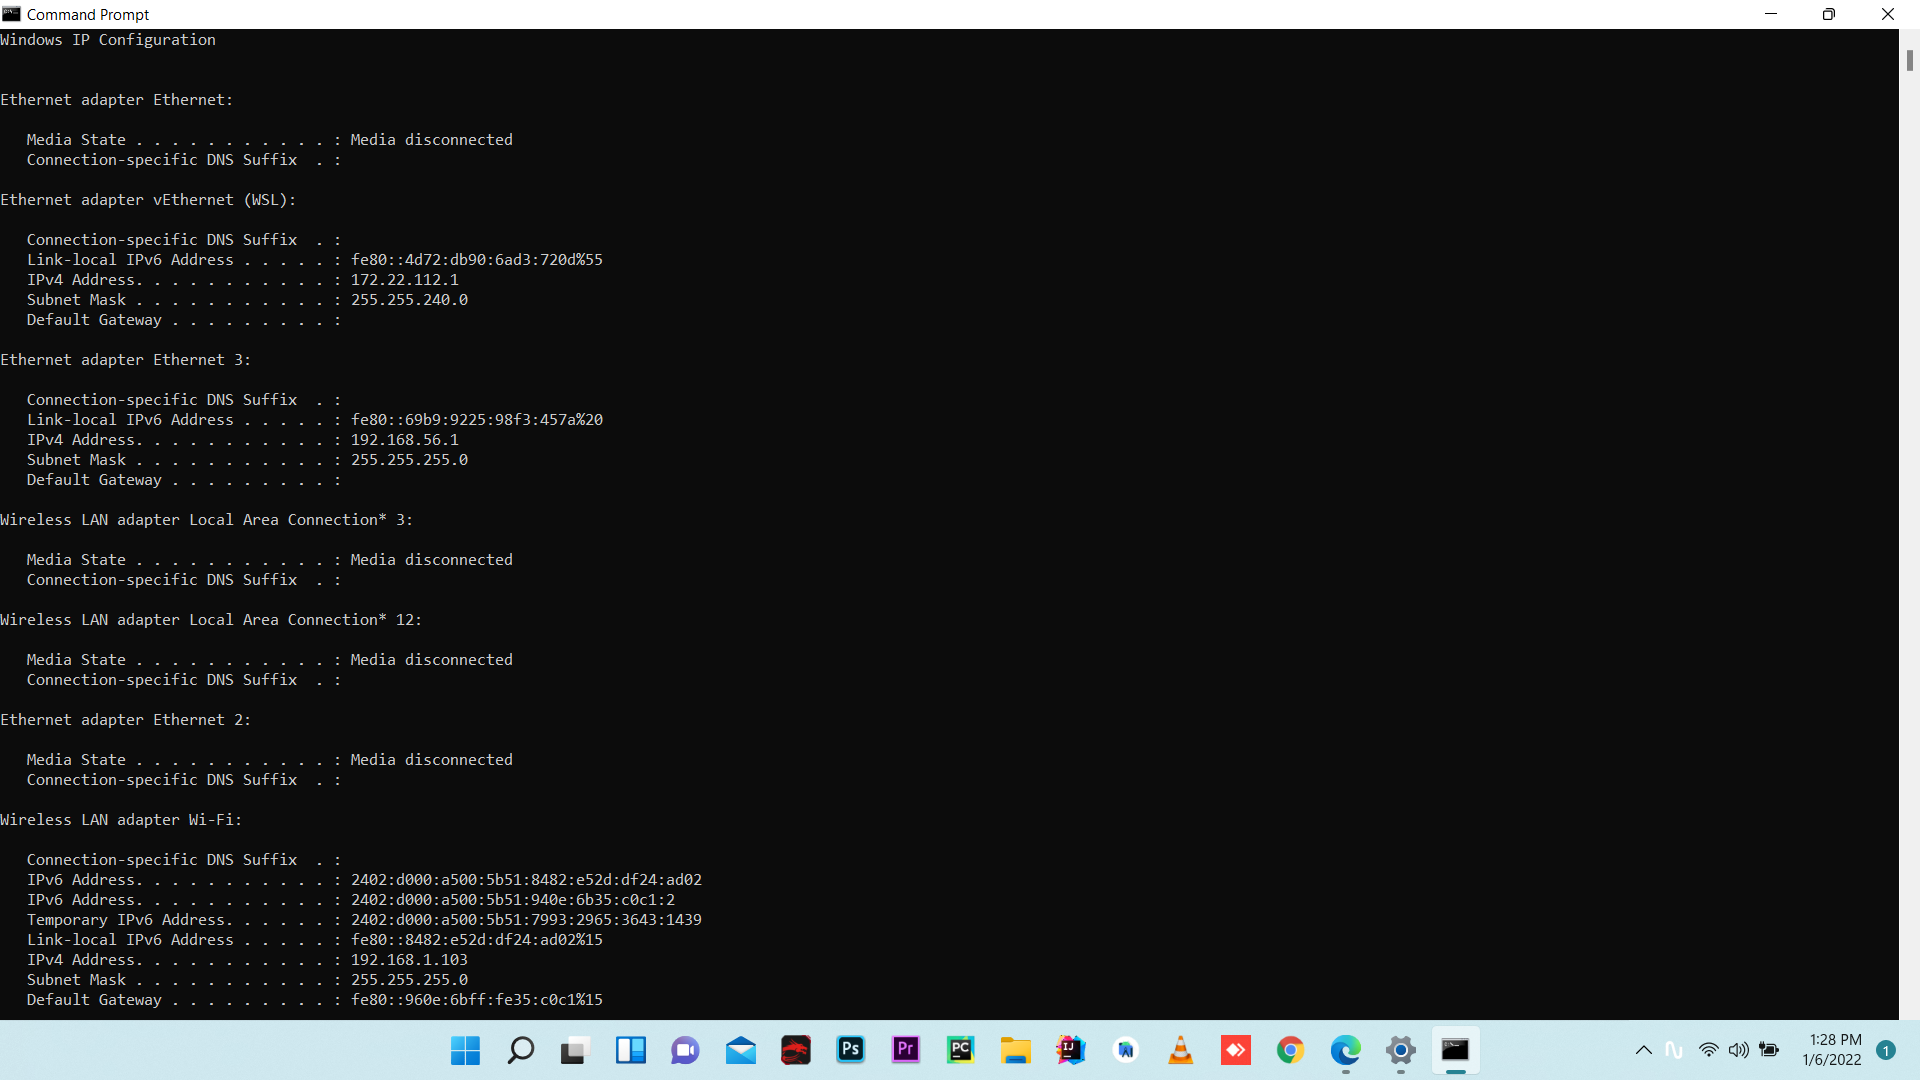 Command Prompt
Windows IP Configuration
Ethernet adapter Ethernet:
Media State . . . . . . . . . . . : Media disconnected
Connection-specific DNS Suffix  . :
Ethernet adapter vEthernet (WSL):
Connection-specific DNS Suffix  . :
Link-local IPv6 Address . . . . . : fe80::4d72:db90:6ad3:720d%55
IPv4 Address. . . . . . . . . . . : 172.22.112.1
Subnet Mask . . . . . . . . . . . : 255.255.240.0
Default Gateway . . . . . . . . . :
Ethernet adapter Ethernet 3:
Connection-specific DNS Suffix  . :
Link-local IPv6 Address . . . . . : fe80::69b9:9225:98f3:457a%20
IPv4 Address. . . . . . . . . . . : 192.168.56.1
Subnet Mask . . . . . . . . . . . : 255.255.255.0
Default Gateway . . . . . . . . . :
Wireless LAN adapter Local Area Connection* 3:
Media State . . . . . . . . . . . : Media disconnected
Connection-specific DNS Suffix  . :
Wireless LAN adapter Local Area Connection* 12:
Media State . . . . . . . . . . . : Media disconnected
Connection-specific DNS Suffix  . :
Ethernet adapter Ethernet 2:
Media State . . . . . . . . . . . : Media disconnected
Connection-specific DNS Suffix  . :
Wireless LAN adapter Wi-Fi:
Connection-specific DNS Suffix  . :
IPv6 Address. . . . . . . . . . . : 2402:d000:a500:5b51:8482:e52d:df24:ad02
IPv6 Address. . . . . . . . . . . : 2402:d000:a500:5b51:940e:6b35:c0c1:2
Temporary IPv6 Address. . . . . . : 2402:d000:a500:5b51:7993:2965:3643:1439
Link-local IPv6 Address . . . . . : fe80::8482:e52d:df24:ad02%15
IPv4 Address. . . . . . . . . . . : 192.168.1.103
Subnet Mask . . . . . . . . . . . : 255.255.255.0
Default Gateway . . . . . . . . . : fe80::960e:6bff:fe35:c0c1%15
Ps Pr PC IJ
1:28 PM
1/6/2022
1